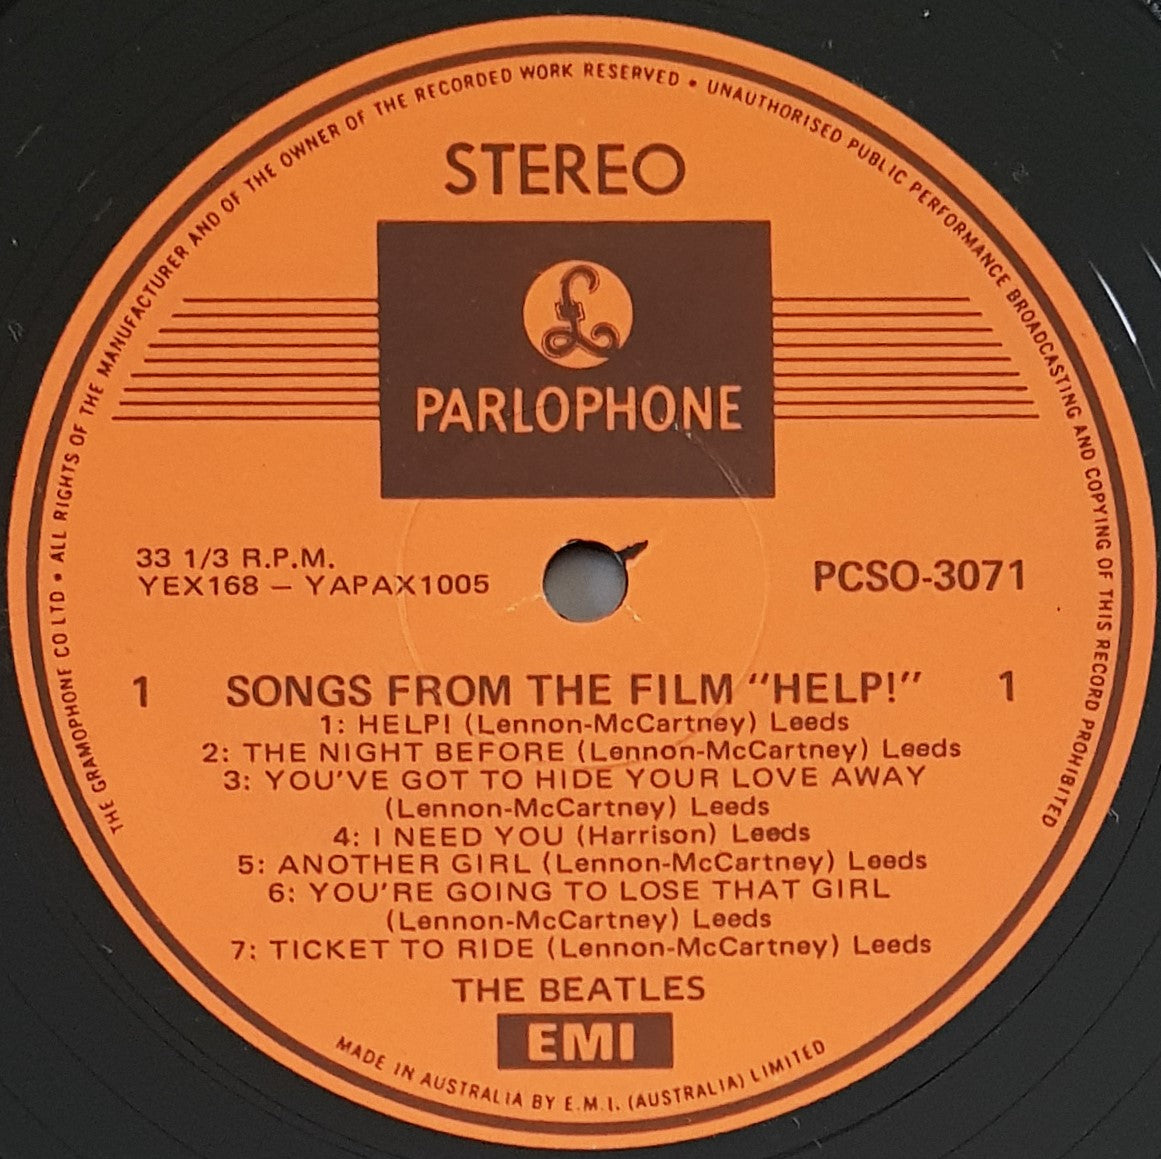 THE GRAMOPHONE CO LTD • ALL RIGHTS OF THE MANUFACTURER AND OF THE OWNER OF THE RECORDED WORK RESERVED • UNAUTHORISED PUBLIC PERFORMANCE BROADCASTING AND COPYING OF THIS RECORD PROHIBITED
STEREO
£
PARLOPHONE
33 1/3 R.P.M.
YEX168 – YAPAX1005
PCSO-3071
1 SONGS FROM THE FILM "HELP!" 1
1: HELP! (Lennon-McCartney) Leeds
2: THE NIGHT BEFORE (Lennon-McCartney) Leeds
3: YOU'VE GOT TO HIDE YOUR LOVE AWAY
(Lennon-McCartney) Leeds
4: I NEED YOU (Harrison) Leeds
5: ANOTHER GIRL (Lennon-McCartney) Leeds
6: YOU'RE GOING TO LOSE THAT GIRL
(Lennon-McCartney) Leeds
7: TICKET TO RIDE (Lennon-McCartney) Leeds
THE BEATLES
EMI
MADE IN AUSTRALIA BY E.M.I. (AUSTRALIA) LIMITED